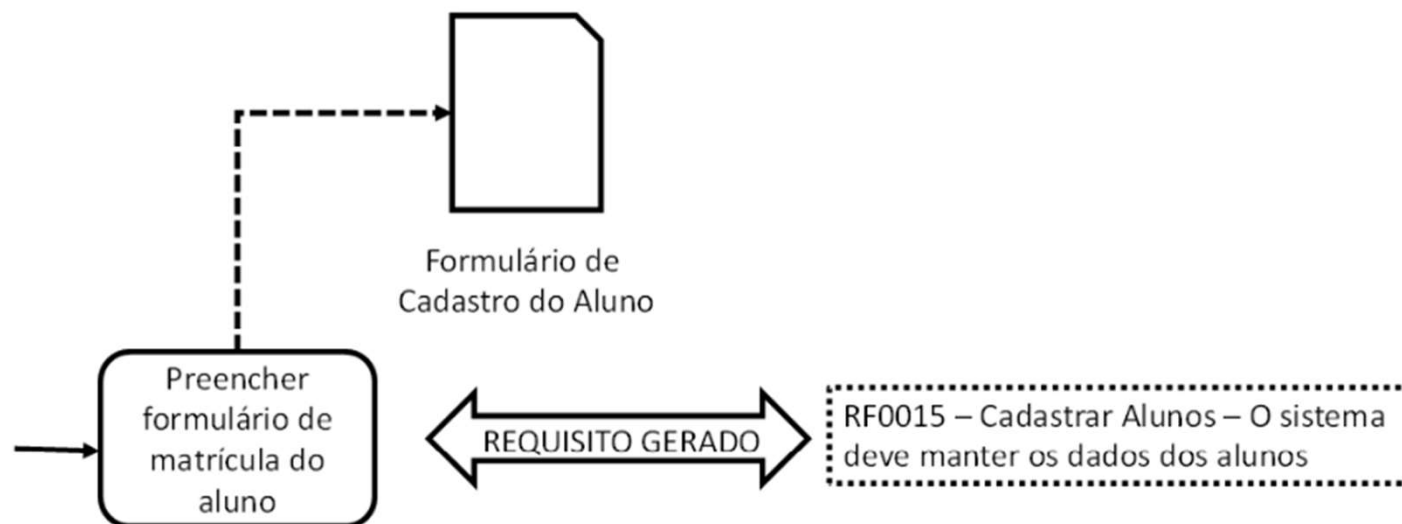 Formulário de
Cadastro do Aluno
Preencher
formulário de
matrícula do
aluno
REQUISITO GERADO
RF0015 – Cadastrar Alunos – O sistema
deve manter os dados dos alunos